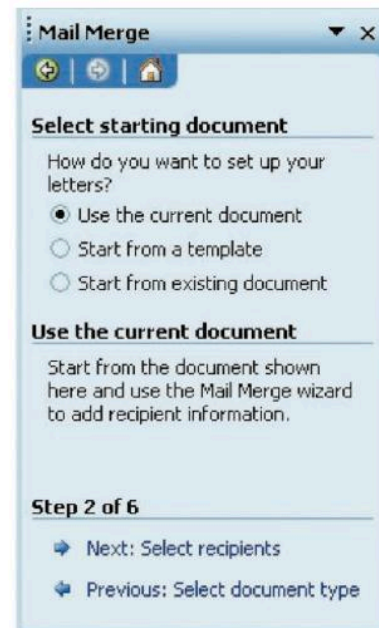 Mail Merge
Select starting document
How do you want to set up your
letters?
Use the current document
Start from a template
Start from existing document
Use the current document
Start from the document shown
here and use the Mail Merge wizard
to add recipient information.
Step 2 of 6
Next: Select recipients
Previous: Select document type